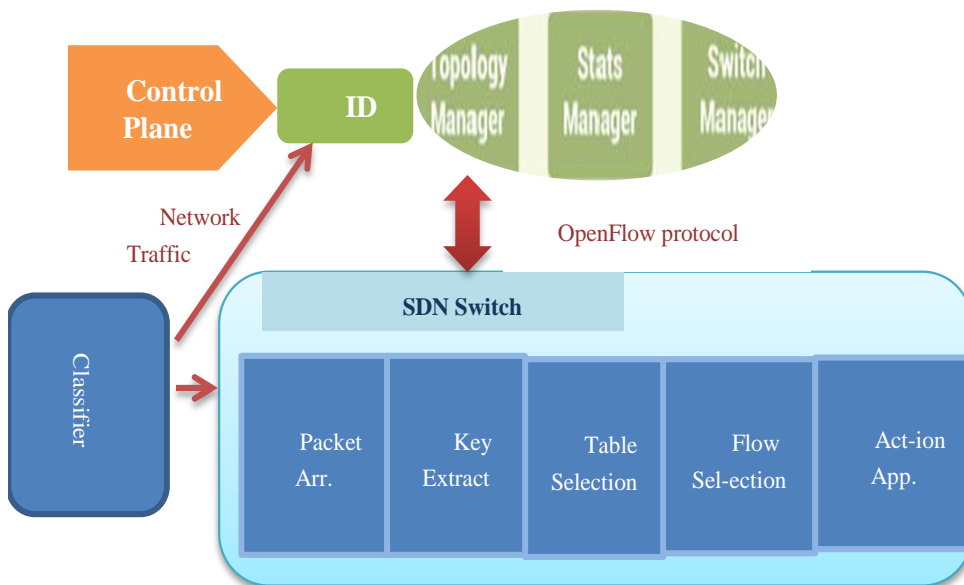 Control
Plane
ID
Topology
Manager
Stats
Manager
Switch
Manager
Network
Traffic
OpenFlow protocol
SDN Switch
Classifier
Packet
Arr.
Key
Extract
Table
Selection
Flow
Sel-ection
Act-ion
App.